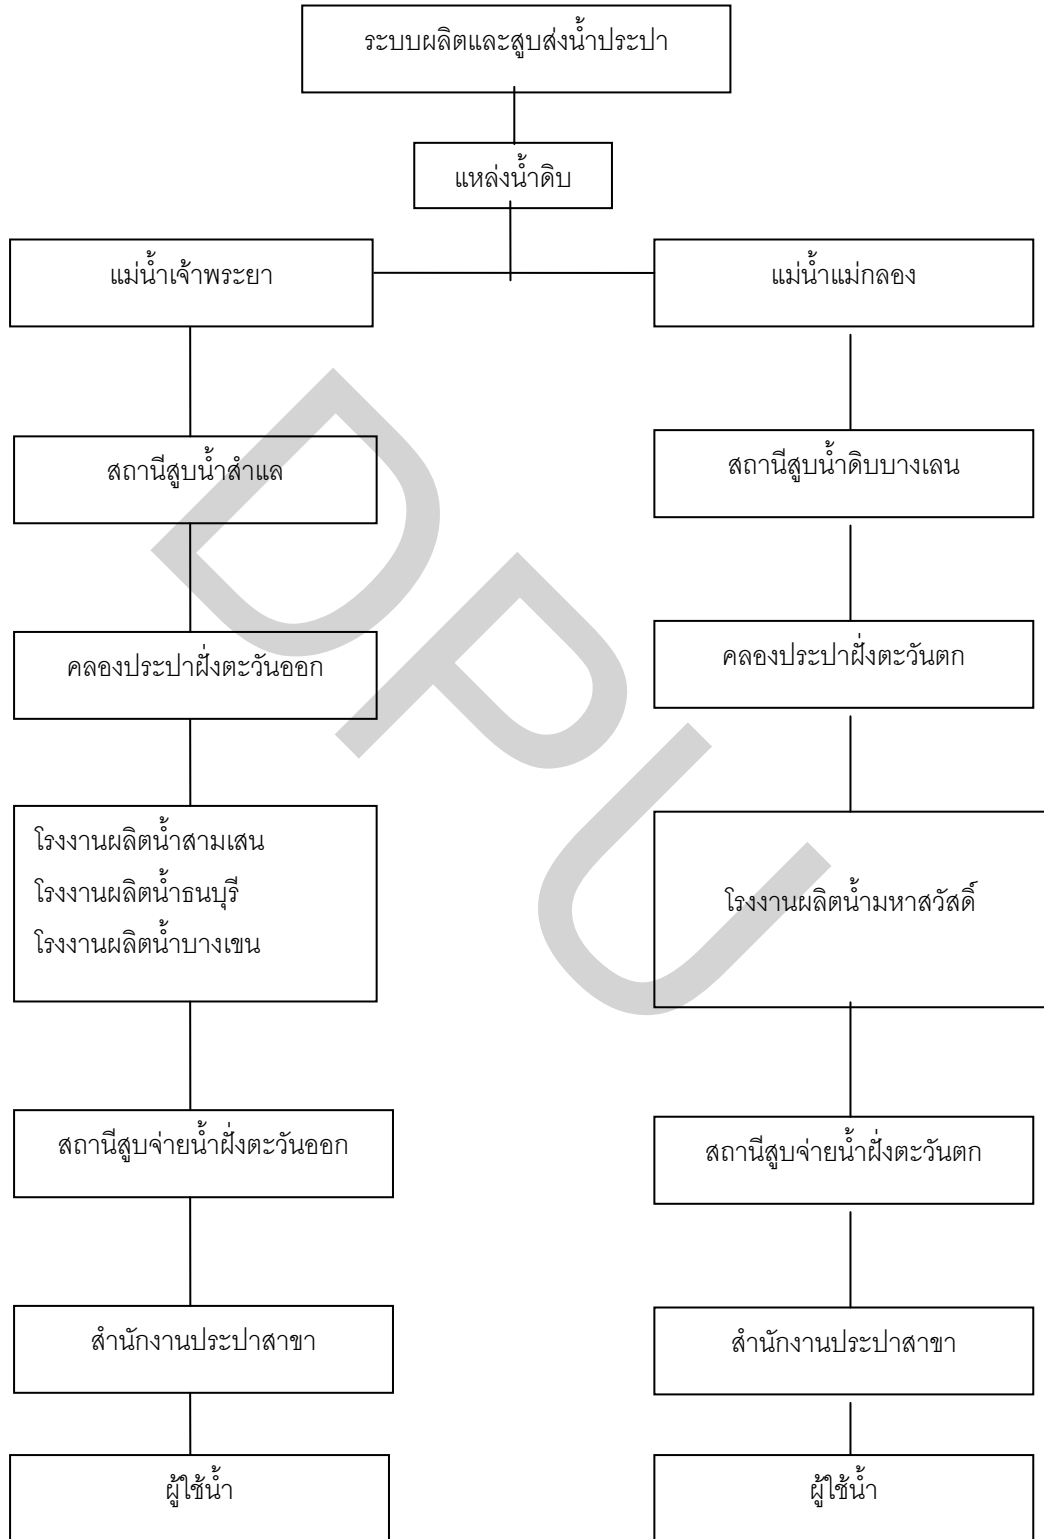 ระบบผลิตและสูบส่งน้ำประปา
แหล่งน้ำดิบ
แม่น้ำเจ้าพระยา
แม่น้ำแม่กลอง
สถานีสูบน้ำสำแล
สถานีสูบน้ำดิบบางเลน
คลองประปาฝั่งตะวันออก
คลองประปาฝั่งตะวันตก
โรงงานผลิตน้ำสามเสน
โรงงานผลิตน้ำธนบุรี
โรงงานผลิตน้ำบางเขน
โรงงานผลิตน้ำมหาสวัสดิ์
สถานีสูบจ่ายน้ำฝั่งตะวันออก
สถานีสูบจ่ายน้ำฝั่งตะวันตก
สำนักงานประปาสาขา
สำนักงานประปาสาขา
ผู้ใช้น้ำ
ผู้ใช้น้ำ
DPU